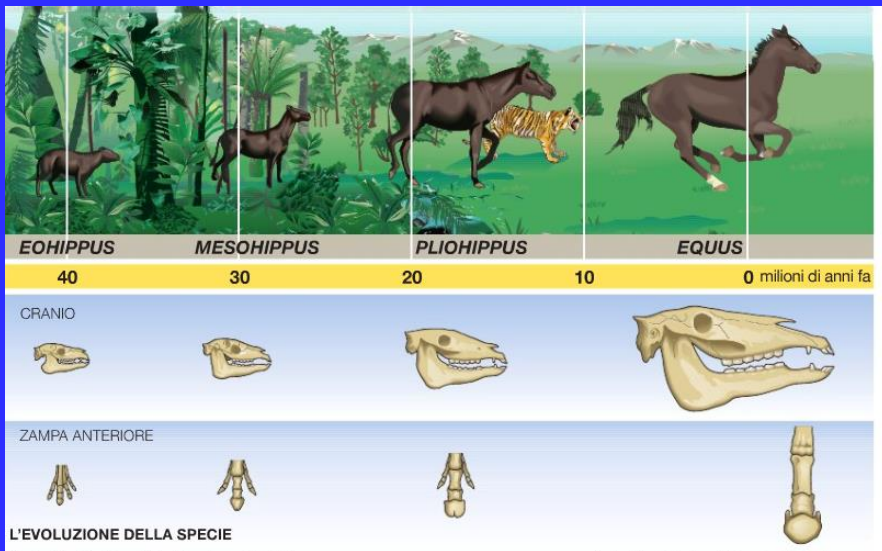 EOHIPPUS MESOHIPPUS PLIOHIPPUS EQUUS
40 30 20 10 0 milioni di anni fa
CRANIO
ZAMPA ANTERIORE
L'EVOLUZIONE DELLA SPECIE